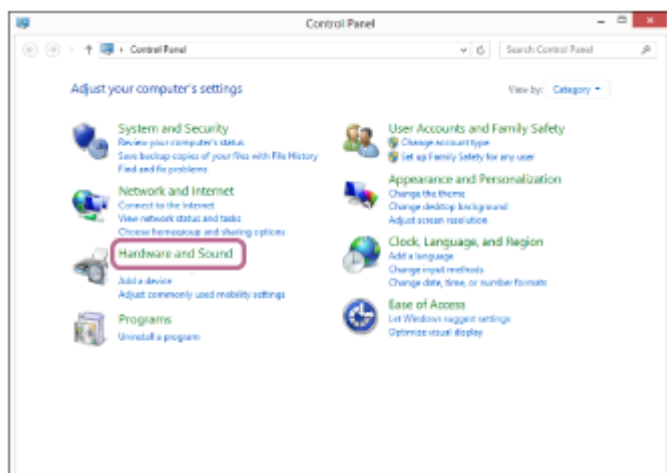 Control Panel
Control Panel
Search Control Panel
Adjust your computer's settings
View by: Category
System and Security
Review your computer's status
Save backup copies of your files with File History
Find and fix problems
Network and Internet
Connect to the Internet
View network status and tasks
Choose homegroup and sharing options
Hardware and Sound
Add a device
Adjust commonly used mobility settings
Programs
Uninstall a program
User Accounts and Family Safety
Change account type
Set up Family Safety for any user
Appearance and Personalization
Change the theme
Change desktop background
Adjust screen resolution
Clock, Language, and Region
Add a language
Change input methods
Change date, time, or number formats
Ease of Access
Let Windows suggest settings
Optimize visual display